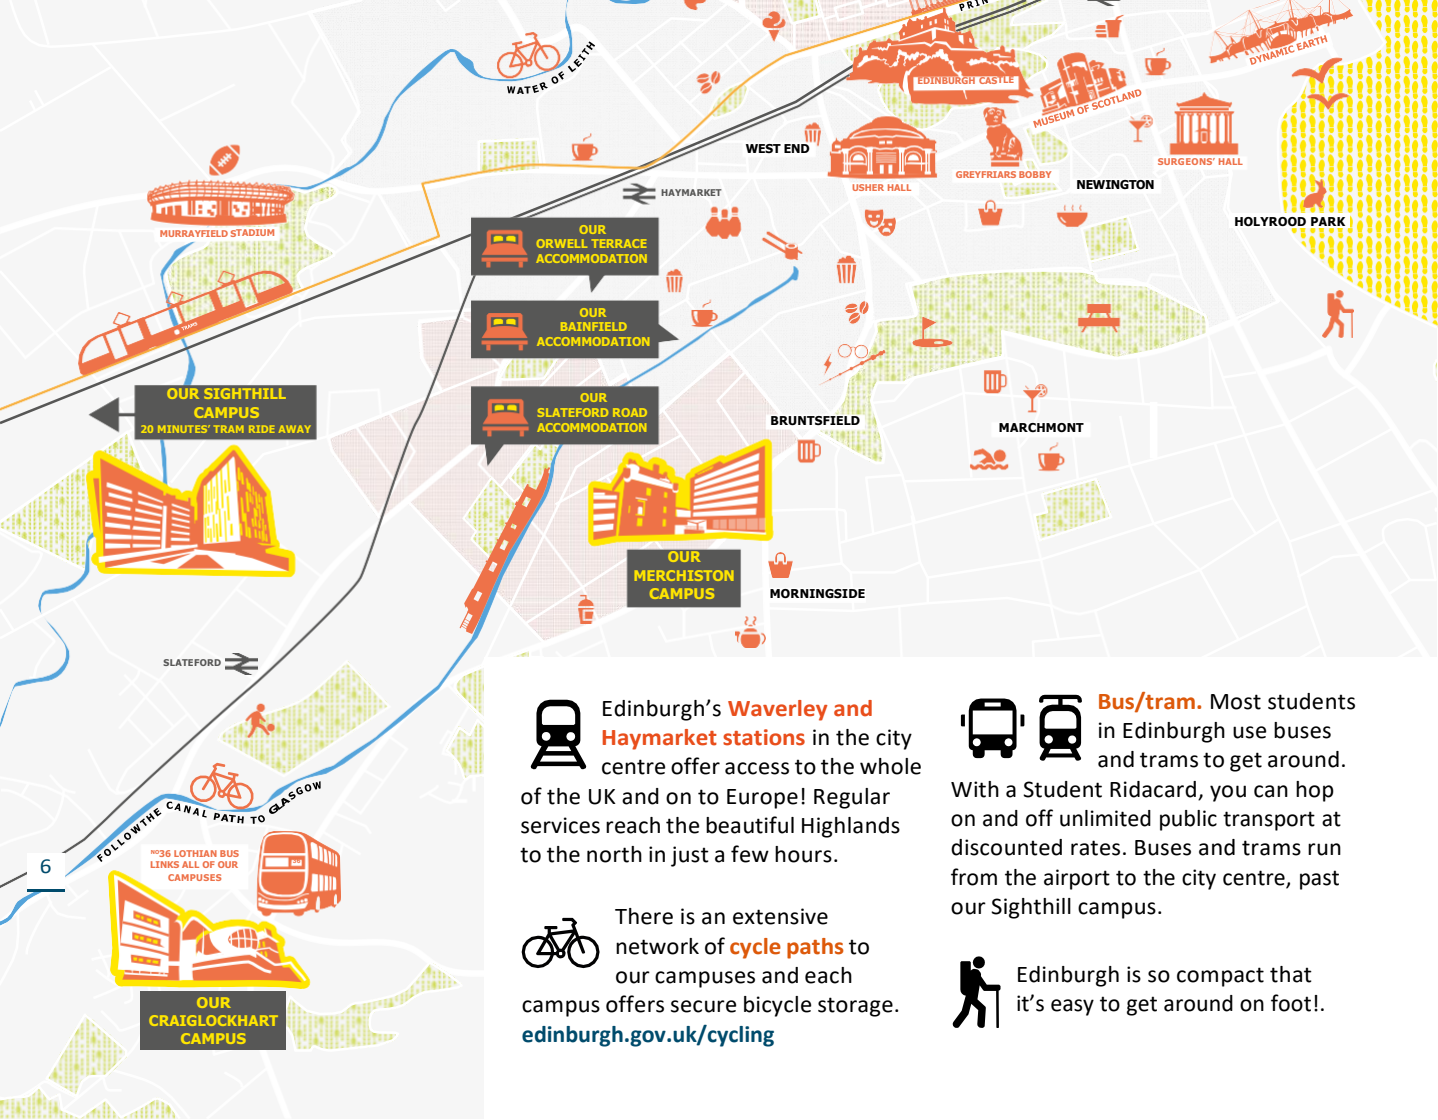 PRIN
WATER OF LEITH
EDINBURGH CASTLE
DYNAMIC EARTH
MUSEUM OF SCOTLAND
WEST END
SURGEONS' HALL
GREYFRIARS BOBBY
USHER HALL
NEWINGTON
HAYMARKET
HOLYROOD PARK
MURRAYFIELD STADIUM
OUR
ORWELL TERRACE
ACCOMMODATION
TRAMS
OUR
BAINFIELD
ACCOMMODATION
OUR SIGHTHILL
CAMPUS
20 MINUTES' TRAM RIDE AWAY
OUR
SLATEFORD ROAD
ACCOMMODATION
BRUNTSFIELD
MARCHMONT
OUR
MERCHISTON
CAMPUS
MORNINGSIDE
SLATEFORD
FOLLOWTHE CANAL PATH TO GLASGOW
NO36 LOTHIAN BUS
LINKS ALL OF OUR
CAMPUSES
6
OUR
CRAIGLOCKHART
CAMPUS
Edinburgh's Waverley and
Haymarket stations in the city
centre offer access to the whole
of the UK and on to Europe! Regular
services reach the beautiful Highlands
to the north in just a few hours.
There is an extensive
network of cycle paths to
our campuses and each
campus offers secure bicycle storage.
edinburgh.gov.uk/cycling
Bus/tram. Most students
in Edinburgh use buses
and trams to get around.
With a Student Ridacard, you can hop
on and off unlimited public transport at
discounted rates. Buses and trams run
from the airport to the city centre, past
our Sighthill campus.
Edinburgh is so compact that
it's easy to get around on foot!.